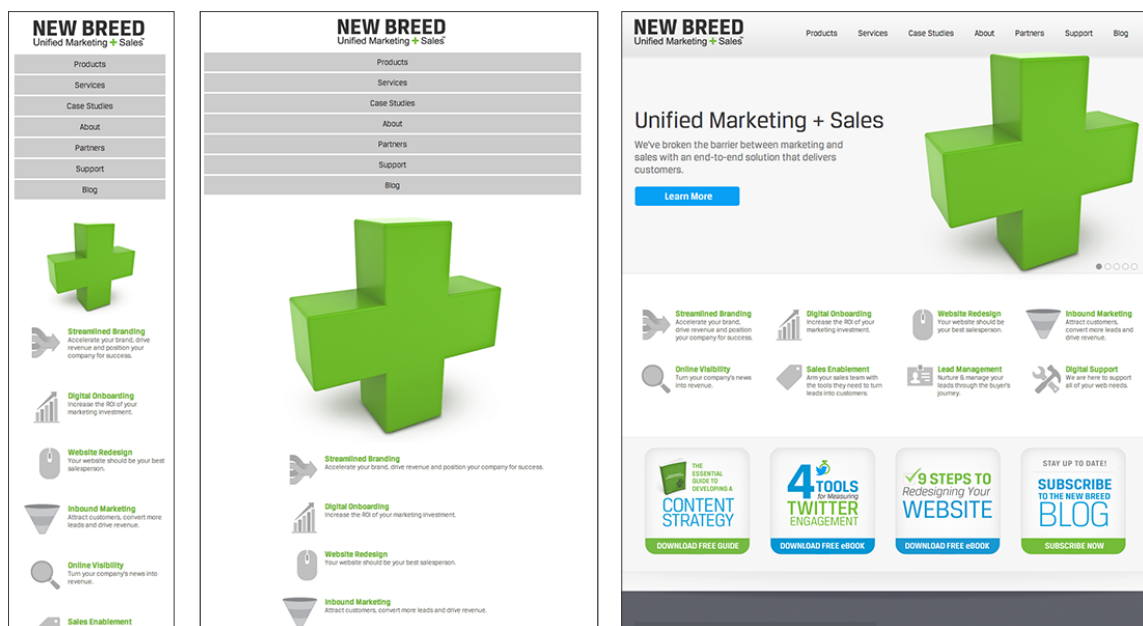 NEW BREED
Unified Marketing + Sales™
Products
Services
Case Studies
About
Partners
Support
Blog
Streamlined Branding
Accelerate your brand, drive
revenue and position your
company for success.
Digital Onboarding
Increase the ROI of your
marketing investment.
Website Redesign
Your website should be your best
salesperson.
Inbound Marketing
Attract customers, convert more
leads and drive revenue.
Online Visibility
Turn your company's news into
revenue.
Sales Enablement
NEW BREED
Unified Marketing + Sales™
Products
Services
Case Studies
About
Partners
Support
Blog
Streamlined Branding
Accelerate your brand, drive revenue and position your company for success.
Digital Onboarding
Increase the ROI of your marketing investment.
Website Redesign
Your website should be your best salesperson.
Inbound Marketing
Attract customers, convert more leads and drive revenue.
NEW BREED
Unified Marketing + Sales™
Products Services Case Studies About Partners Support Blog
Unified Marketing + Sales
We've broken the barrier between marketing and
sales with an end-to-end solution that delivers
customers.
Learn More
Streamlined Branding
Accelerate your brand,
drive revenue and position
your company for success.
Digital Onboarding
Increase the ROI of your
marketing investment.
Website Redesign
Your website should be
your best salesperson.
Inbound Marketing
Attract customers,
convert more leads and
drive revenue.
Online Visibility
Turn your company's news
into revenue.
Sales Enablement
Arm your sales team with
the tools they need to turn
leads into customers.
Lead Management
Nurture & manage your
leads through the buyer's
journey.
Digital Support
We are here to support
all of your web needs.
THE
ESSENTIAL
GUIDE TO
DEVELOPING A
CONTENT
STRATEGY
DOWNLOAD FREE GUIDE
4 TOOLS
for Measuring
TWITTER
ENGAGEMENT
DOWNLOAD FREE eBOOK
9 STEPS TO
Redesigning Your
WEBSITE
DOWNLOAD FREE eBOOK
STAY UP TO DATE!
SUBSCRIBE
TO THE NEW BREED
BLOG
SUBSCRIBE NOW